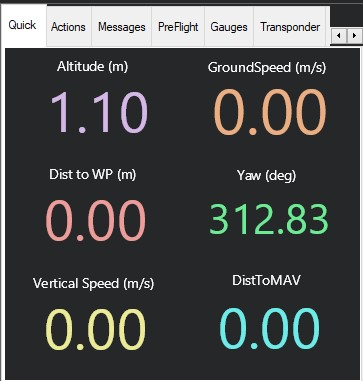 Quick Actions Messages PreFlight Gauges Transponder
Altitude (m) GroundSpeed (m/s)
1.10 0.00
Dist to WP (m) Yaw (deg)
0.00 312.83
Vertical Speed (m/s) DistToMAV
0.00 0.00